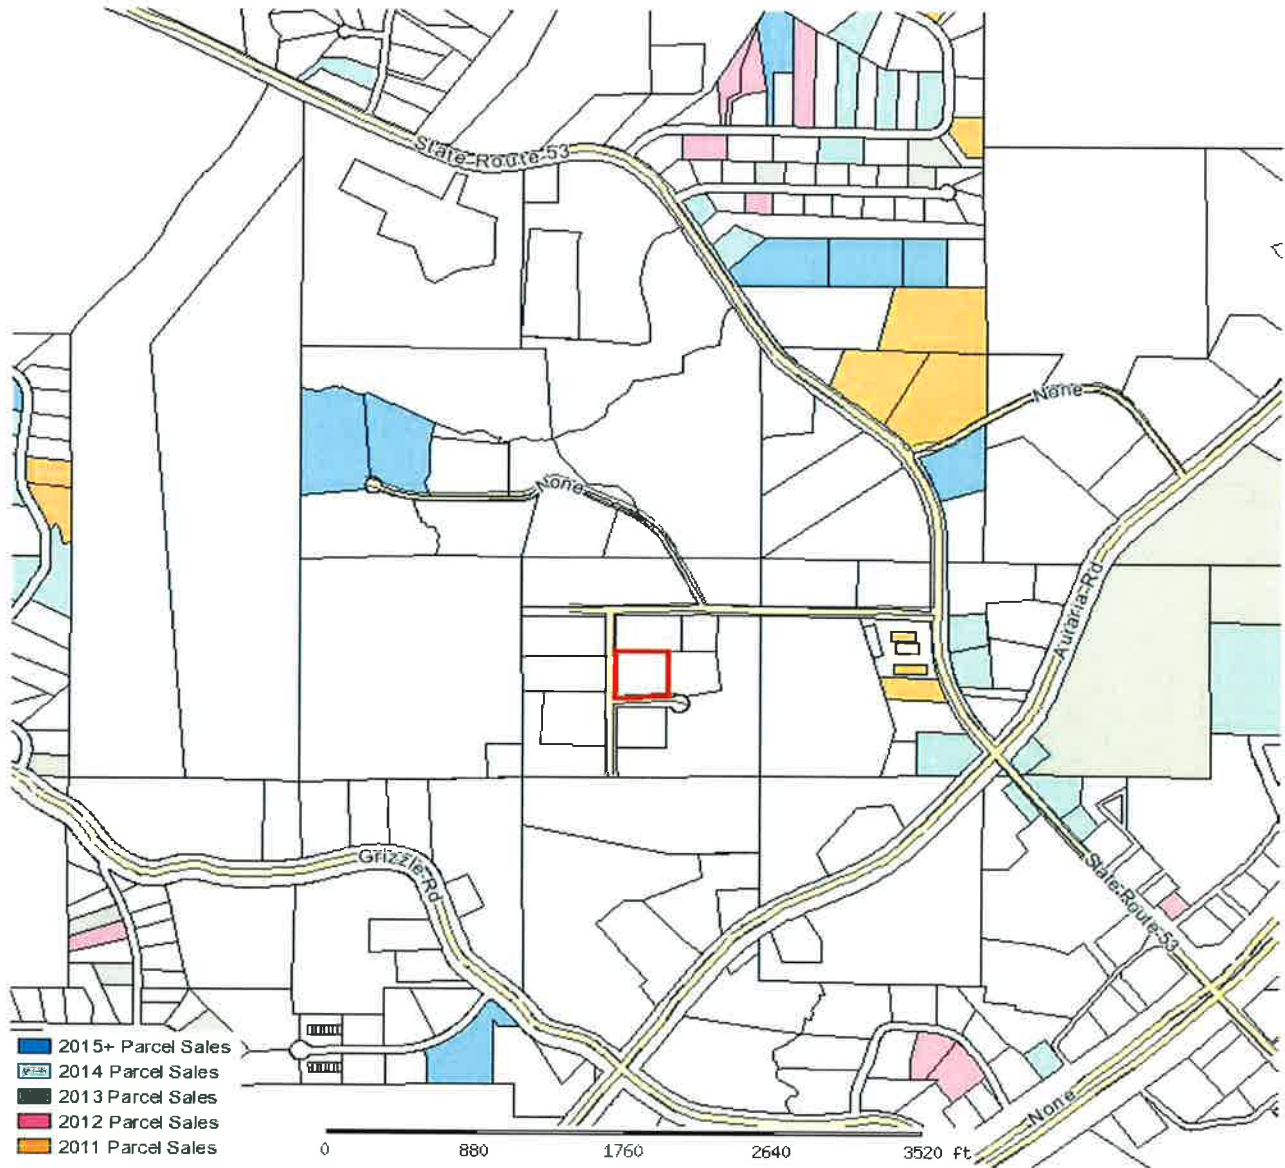 State-Route-53
None
None
Auraria-Rd
Grizzle-Rd
State-Route-53
None
2015+ Parcel Sales
2014 Parcel Sales
2013 Parcel Sales
2012 Parcel Sales
2011 Parcel Sales
0 880 1760 2640 3520 ft